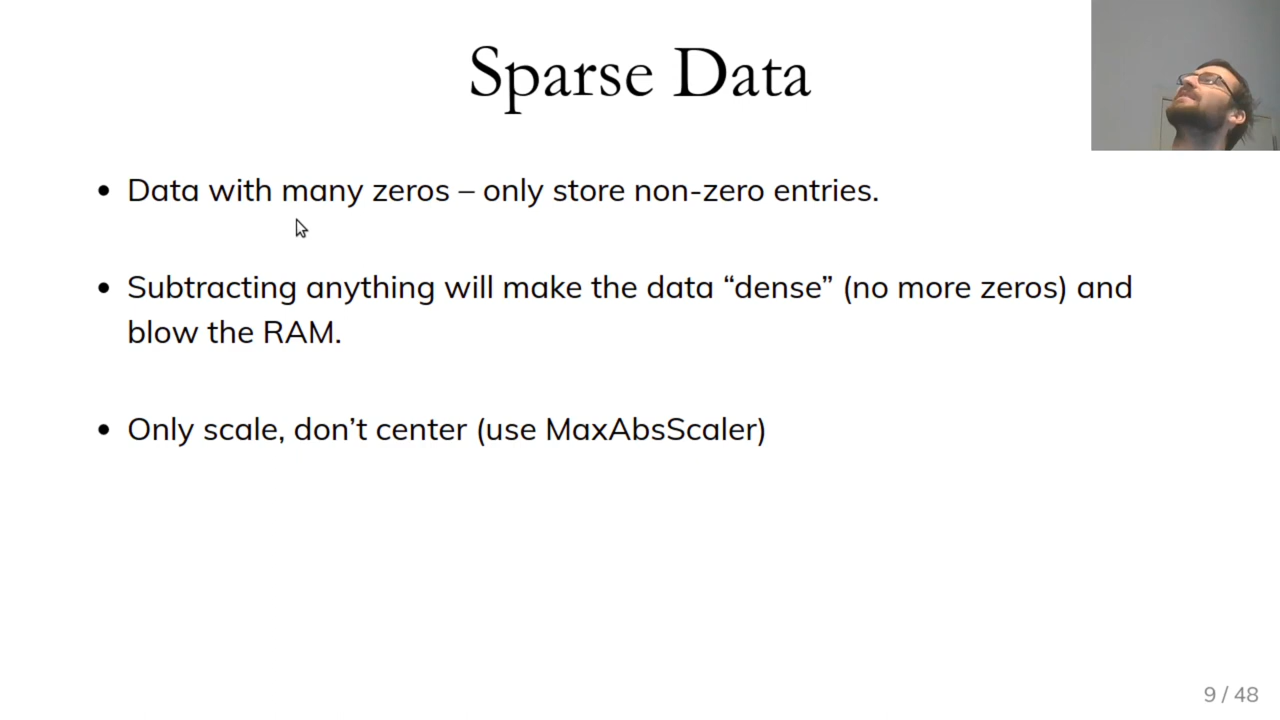 Sparse Data
• Data with many zeros – only store non-zero entries.
• Subtracting anything will make the data “dense” (no more zeros) and
blow the RAM.
• Only scale, don’t center (use MaxAbsScaler)
9 / 48